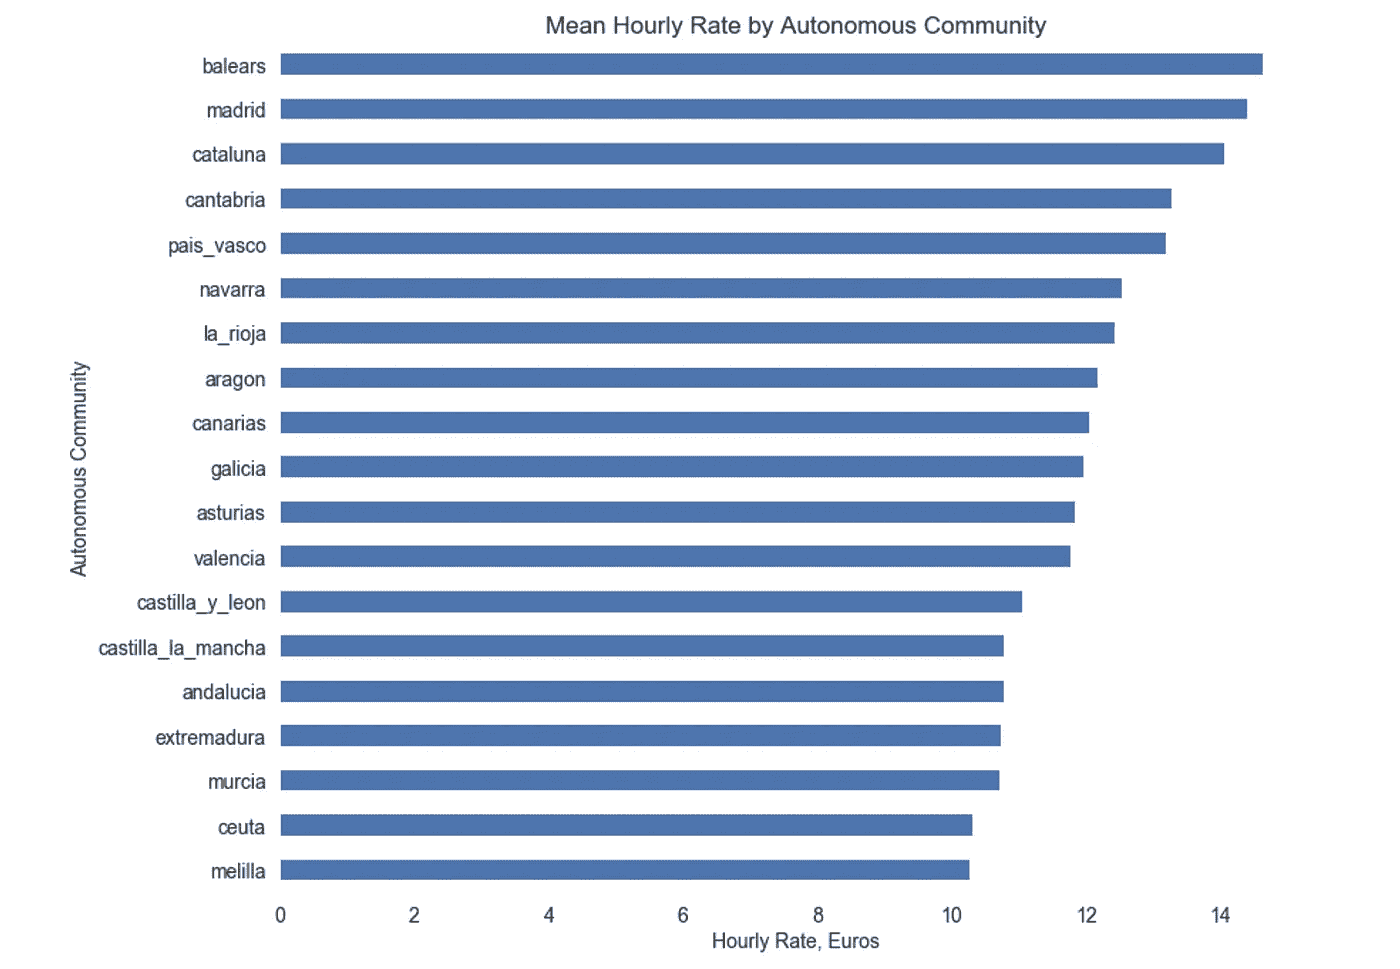 Mean Hourly Rate by Autonomous Community
balears
madrid
cataluna
cantabria
pais_vasco
navarra
la_rioja
aragon
canarias
galicia
asturias
valencia
castilla_y_leon
castilla_la_mancha
andalucia
extremadura
murcia
ceuta
melilla
Autonomous Community
0 2 4 6 8 10 12 14
Hourly Rate, Euros